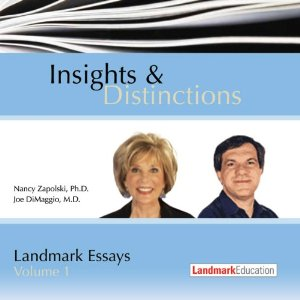 Insights &
Distinctions
Nancy Zapolski, Ph.D.
Joe DiMaggio, M.D.
Landmark Essays
Volume 1
LandmarkEducation